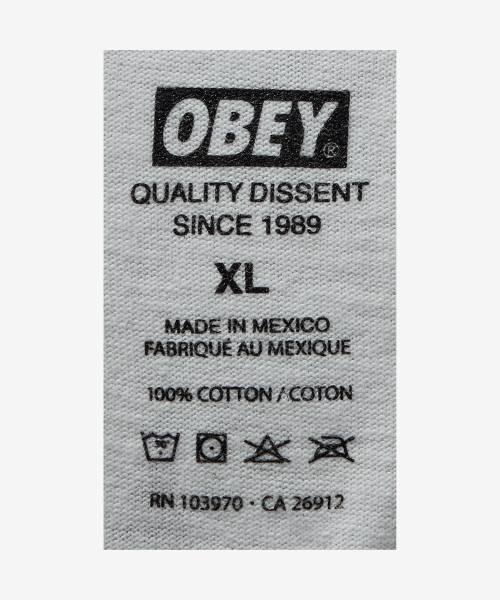 OBEY®
QUALITY DISSENT
SINCE 1989
XL
MADE IN MEXICO
FABRIQUÉ AU MEXIQUE
100% COTTON / COTON
30°
RN 103970 · CA 26912